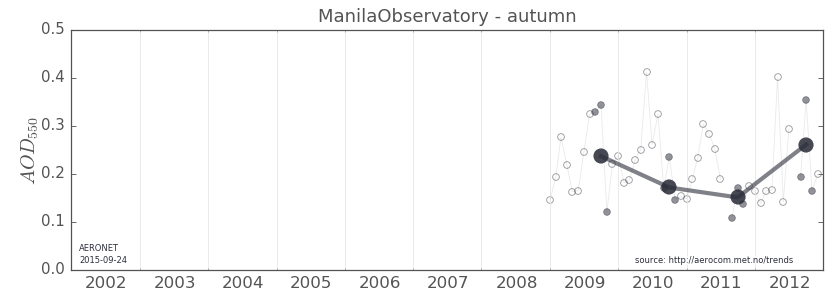 ManilaObservatory - autumn
0.5
0.4
0.3
0.2
0.1
0.0
AOD550
AERONET
2015-09-24
source: http://aerocom.met.no/trends
2002 2003 2004 2005 2006 2007 2008 2009 2010 2011 2012